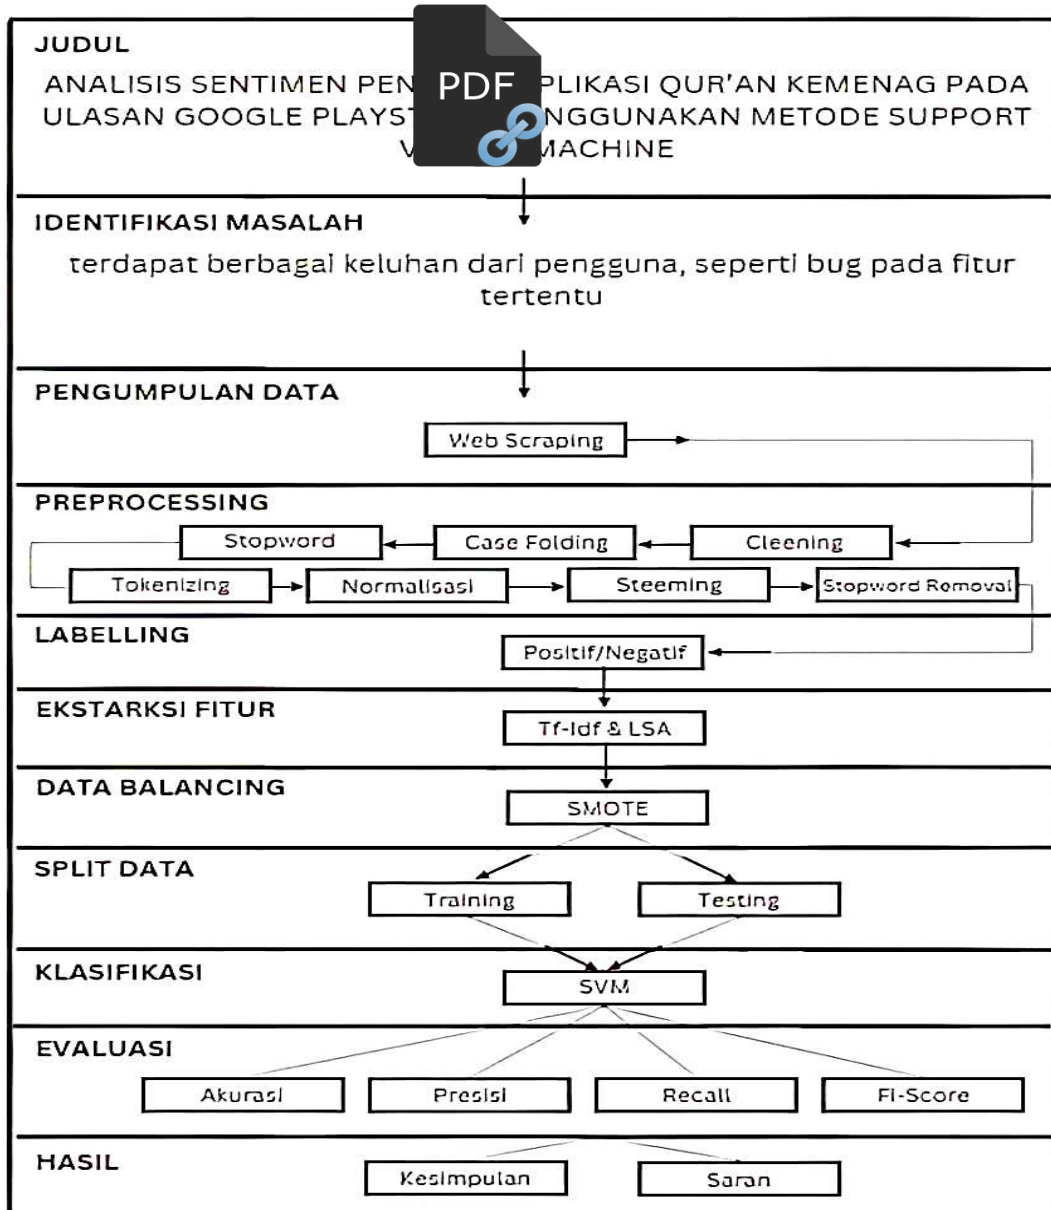 JUDUL
PDF
ANALISIS SENTIMEN PEN PLIKASI QUR'AN KEMENAG PADA
ULASAN GOOGLE PLAYST NGGUNAKAN METODE SUPPORT
V MACHINE
IDENTIFIKASI MASALAH
terdapat berbagai keluhan dari pengguna, seperti bug pada fitur
tertentu
PENGUMPULAN DATA
Web Scraping
PREPROCESSING
Stopword
Case Folding
Cleening
Tokenizing
Normalisasi
Steeming
Stopword Removal
LABELLING
Positif/Negatif
EKSTARKSI FITUR
Tf-Idf & LSA
DATA BALANCING
SMOTE
SPLIT DATA
Training
Testing
KLASIFIKASI
SVM
EVALUASI
Akurasi
Presisi
Recall
F1-Score
HASIL
Kesimpulan
Saran